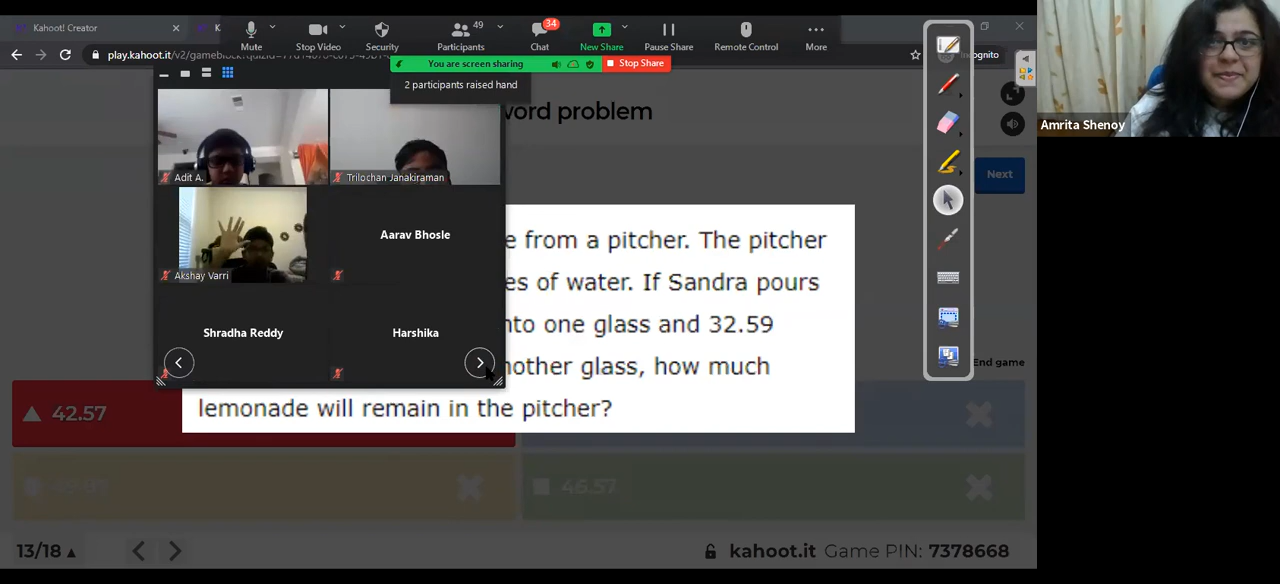 Kahoot! Creator
49
34
Mute
Stop Video
Security
Participants
Chat
New Share
Pause Share
Remote Control
More
play.kahoot.it/v2/gameblock
Incognito
You are screen sharing
Stop Share
2 participants raised hand
word problem
Amrita Shenoy
Adit A.
Trilochan Janakiraman
Next
Akshay Varri
Aarav Bhosle
Shradha Reddy
Harshika
e from a pitcher. The pitcher
es of water. If Sandra pours
nto one glass and 32.59
nother glass, how much
lemonade will remain in the pitcher?
End game
42.57
46.57
13/18
kahoot.it Game PIN: 7378668